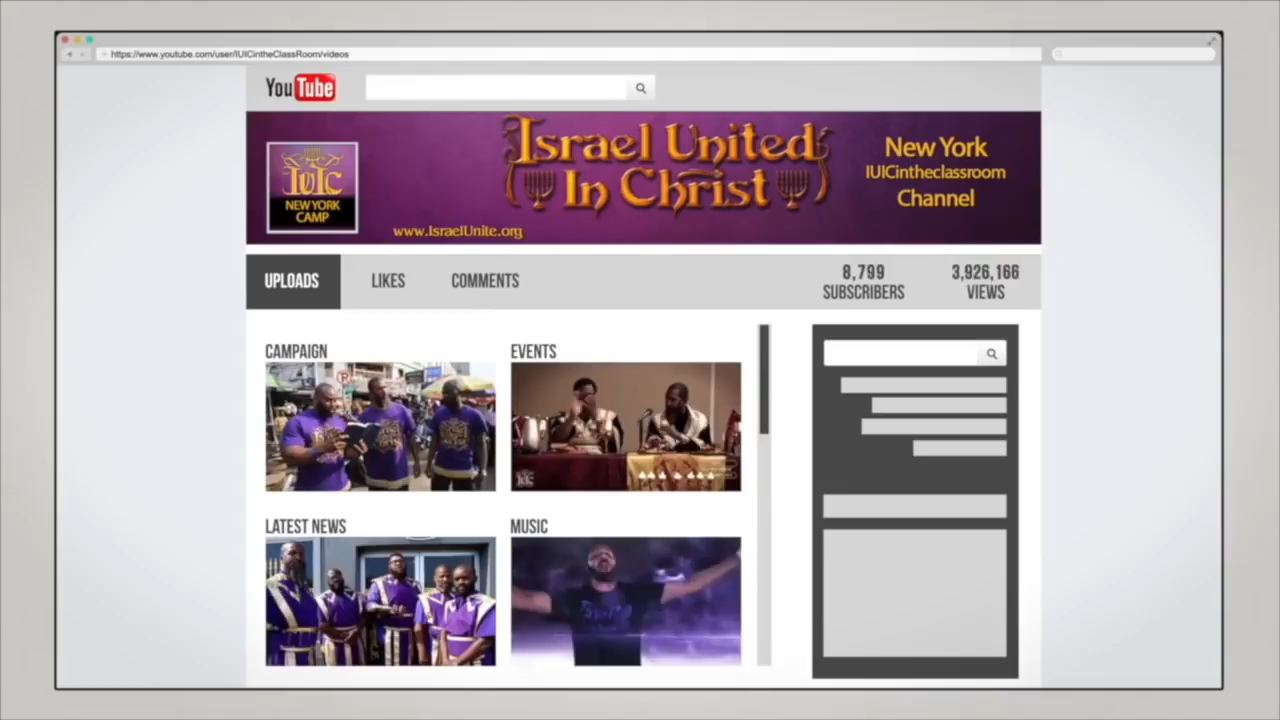 https://www.youtube.com/user/IUICintheClassRoom/videos
YouTube
Israel United
In Christ
IUIC
NEW YORK
CAMP
www.IsraelUnite.org
New York
IUICintheclassroom
Channel
UPLOADS
LIKES
COMMENTS
8,799
SUBSCRIBERS
3,926,166
VIEWS
CAMPAIGN
EVENTS
IUIC
LATEST NEWS
MUSIC